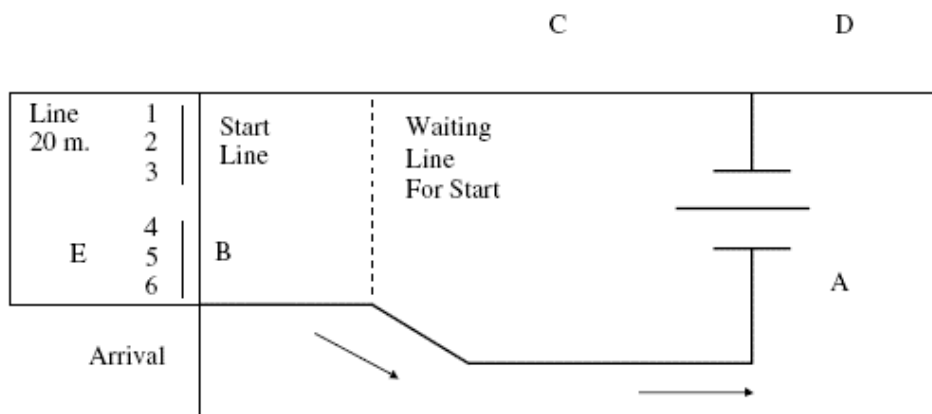 C
D
Line
20 m.
1
2
3
Start
Line
Waiting
Line
For Start
4
5
6
E
B
A
Arrival